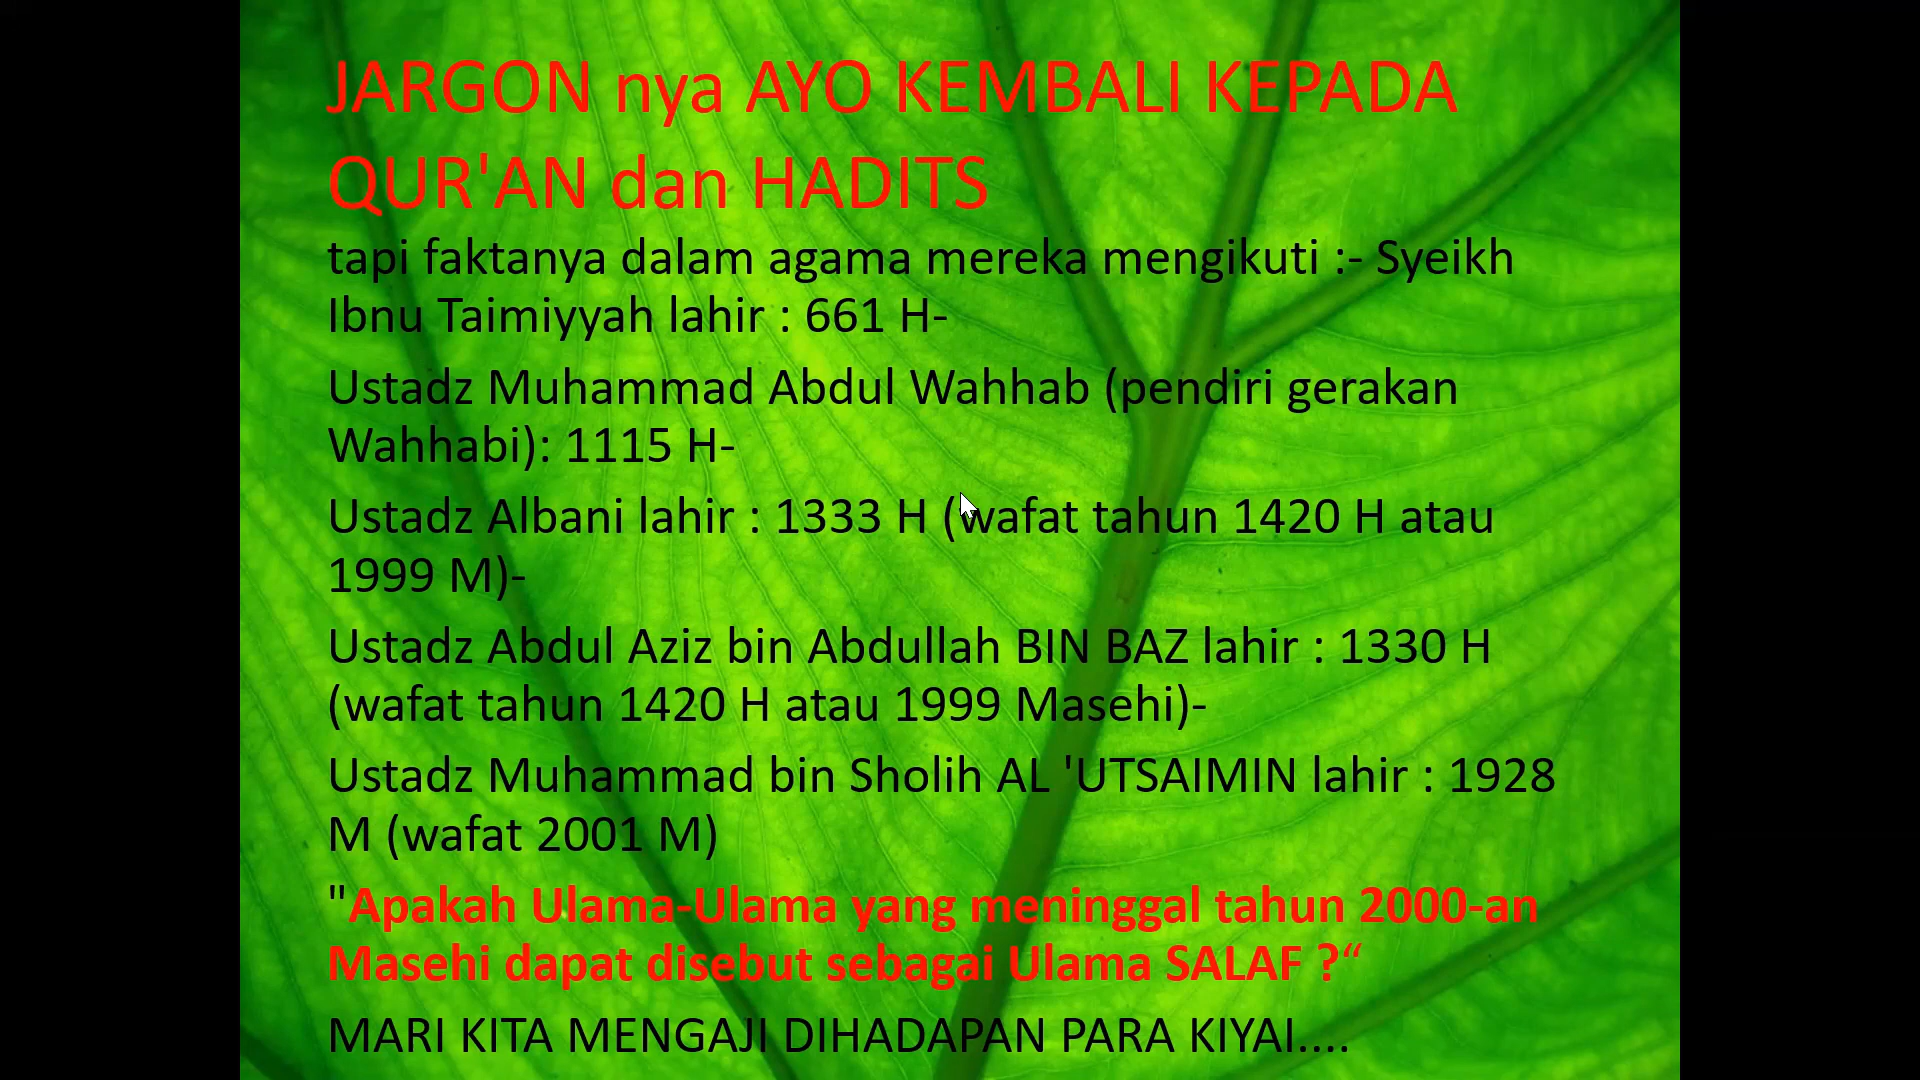 JARGON nya AYO KEMBALI KEPADA
QUR'AN dan HADITS
tapi faktanya dalam agama mereka mengikuti :- Syeikh
Ibnu Taimiyyah lahir : 661 H-
Ustadz Muhammad Abdul Wahhab (pendiri gerakan
Wahhabi): 1115 H-
Ustadz Albani lahir : 1333 H (wafat tahun 1420 H atau
1999 M)-
Ustadz Abdul Aziz bin Abdullah BIN BAZ lahir : 1330 H
(wafat tahun 1420 H atau 1999 Masehi)-
Ustadz Muhammad bin Sholih AL 'UTSAIMIN lahir : 1928
M (wafat 2001 M)
"Apakah Ulama-Ulama yang meninggal tahun 2000-an
Masehi dapat disebut sebagai Ulama SALAF ?“
MARI KITA MENGAJI DIHADAPAN PARA KIYAI....